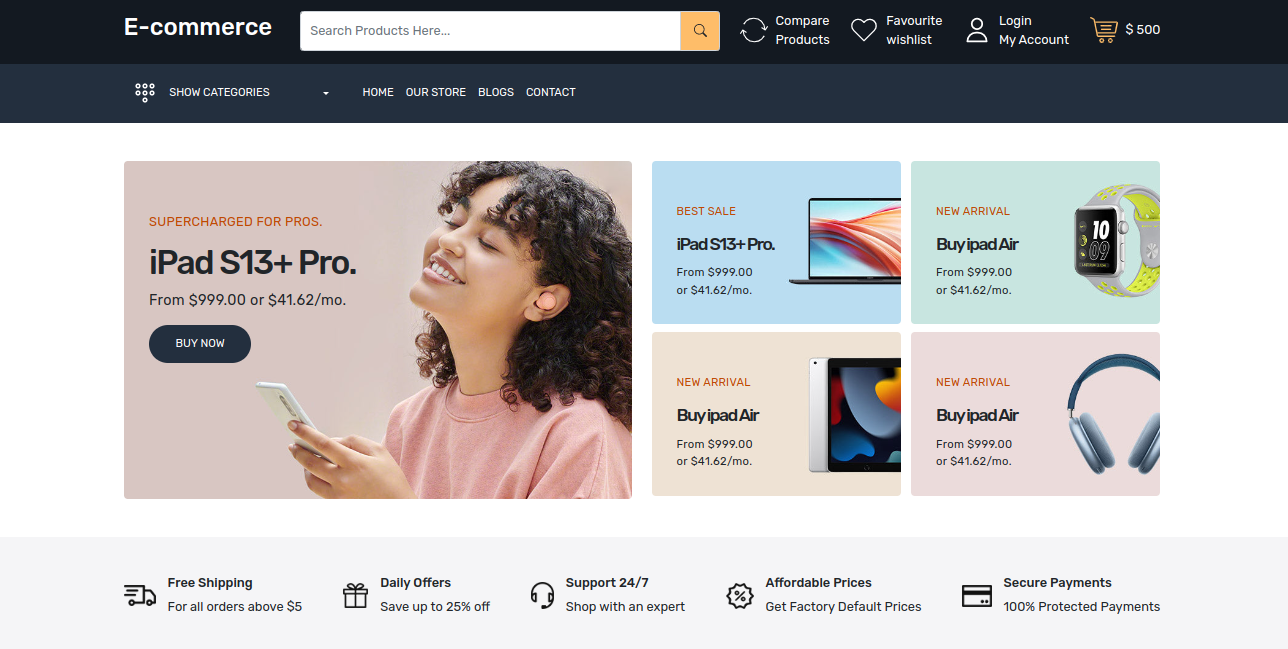 E-commerce
Search Products Here...
Compare
Products
Favourite
wishlist
Login
My Account
$ 500
SHOW CATEGORIES
HOME
OUR STORE
BLOGS
CONTACT
SUPERCHARGED FOR PROS.
iPad S13+ Pro.
From $999.00 or $41.62/mo.
BUY NOW
BEST SALE
iPad S13+ Pro.
From $999.00
or $41.62/mo.
NEW ARRIVAL
Buy ipad Air
From $999.00
or $41.62/mo.
10
09
NEW ARRIVAL
Buy ipad Air
From $999.00
or $41.62/mo.
NEW ARRIVAL
Buy ipad Air
From $999.00
or $41.62/mo.
Free Shipping
For all orders above $5
Daily Offers
Save up to 25% off
Support 24/7
Shop with an expert
Affordable Prices
Get Factory Default Prices
Secure Payments
100% Protected Payments